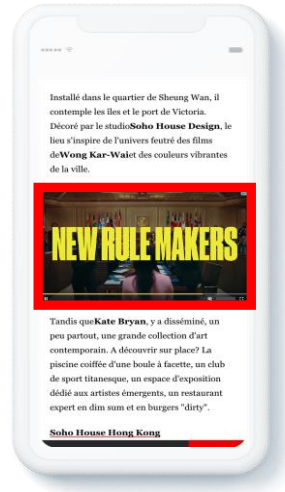 Installé dans le quartier de Sheung Wan, il
contemple les îles et le port de Victoria.
Décoré par le studioSoho House Design, le
lieu s'inspire de l'univers feutré des films
deWong Kar-Waiet des couleurs vibrantes
de la ville.
NEW RULE MAKERS
Tandis queKate Bryan, y a disséminé, un
peu partout, une grande collection d'art
contemporain. A découvrir sur place? La
piscine coiffée d'une boule à facette, un club
de sport titanesque, un espace d'exposition
dédié aux artistes émergents, un restaurant
expert en dim sum et en burgers "dirty".
Soho House Hong Kong